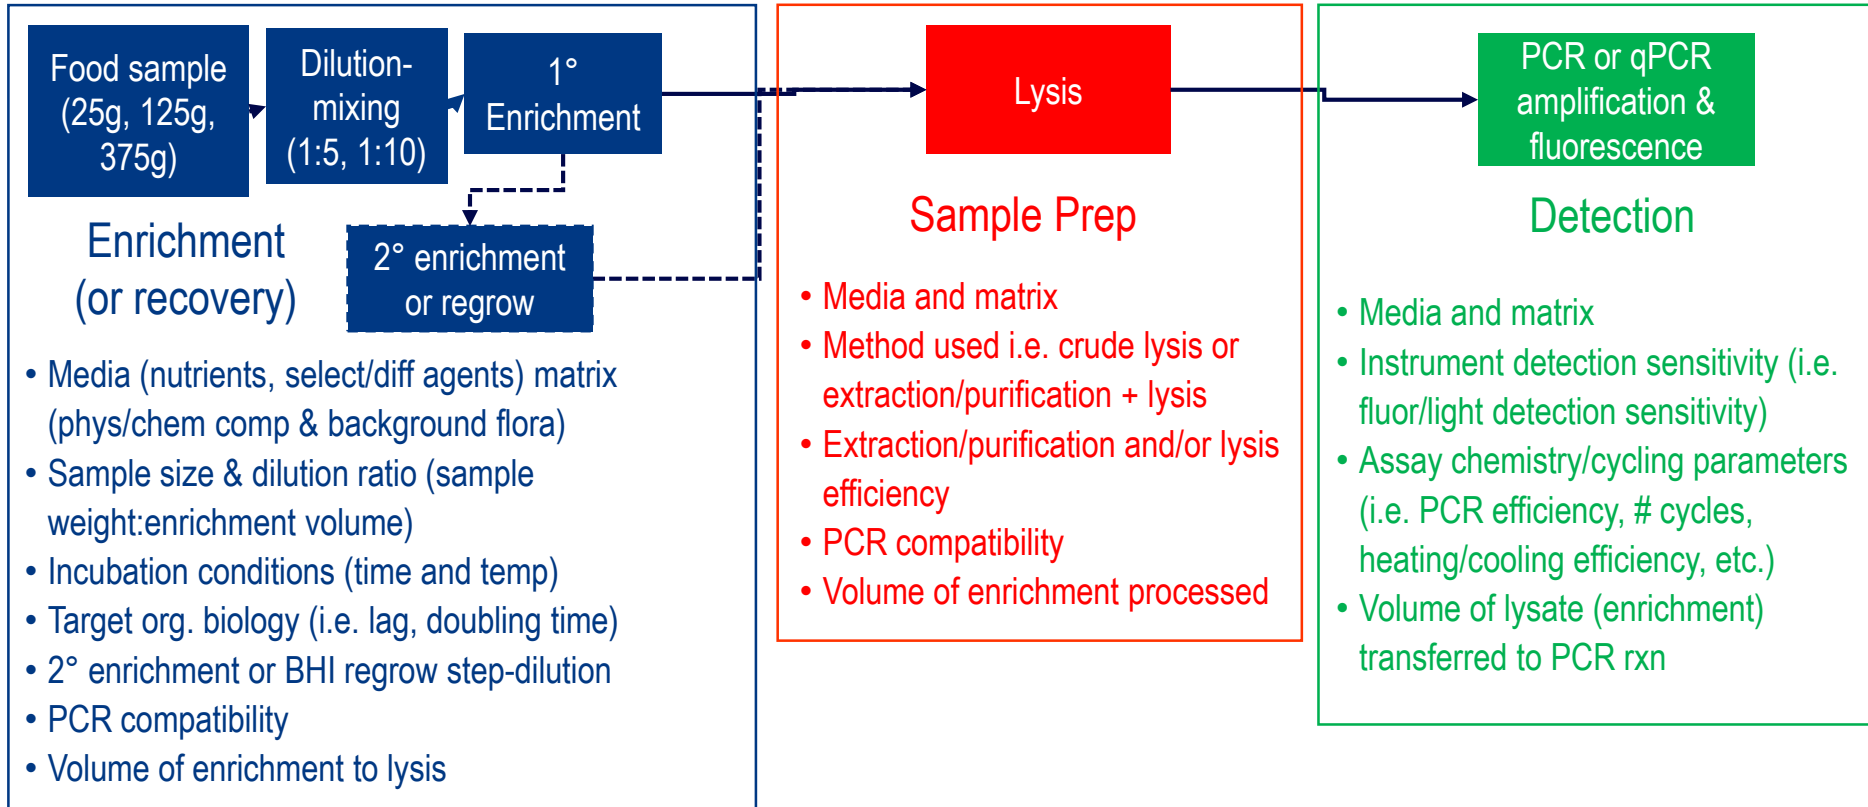 Food sample
(25g, 125g,
375g)
Dilution-
mixing
(1:5, 1:10)
1°
Enrichment
2° enrichment
or regrow
Enrichment
(or recovery)
• Media (nutrients, select/diff agents) matrix
(phys/chem comp & background flora)
• Sample size & dilution ratio (sample
weight:enrichment volume)
• Incubation conditions (time and temp)
• Target org. biology (i.e. lag, doubling time)
• 2° enrichment or BHI regrow step-dilution
• PCR compatibility
• Volume of enrichment to lysis
Lysis
Sample Prep
• Media and matrix
• Method used i.e. crude lysis or
extraction/purification + lysis
• Extraction/purification and/or lysis
efficiency
• PCR compatibility
• Volume of enrichment processed
PCR or qPCR
amplification &
fluorescence
Detection
• Media and matrix
• Instrument detection sensitivity (i.e.
fluor/light detection sensitivity)
• Assay chemistry/cycling parameters
(i.e. PCR efficiency, # cycles,
heating/cooling efficiency, etc.)
• Volume of lysate (enrichment)
transferred to PCR rxn